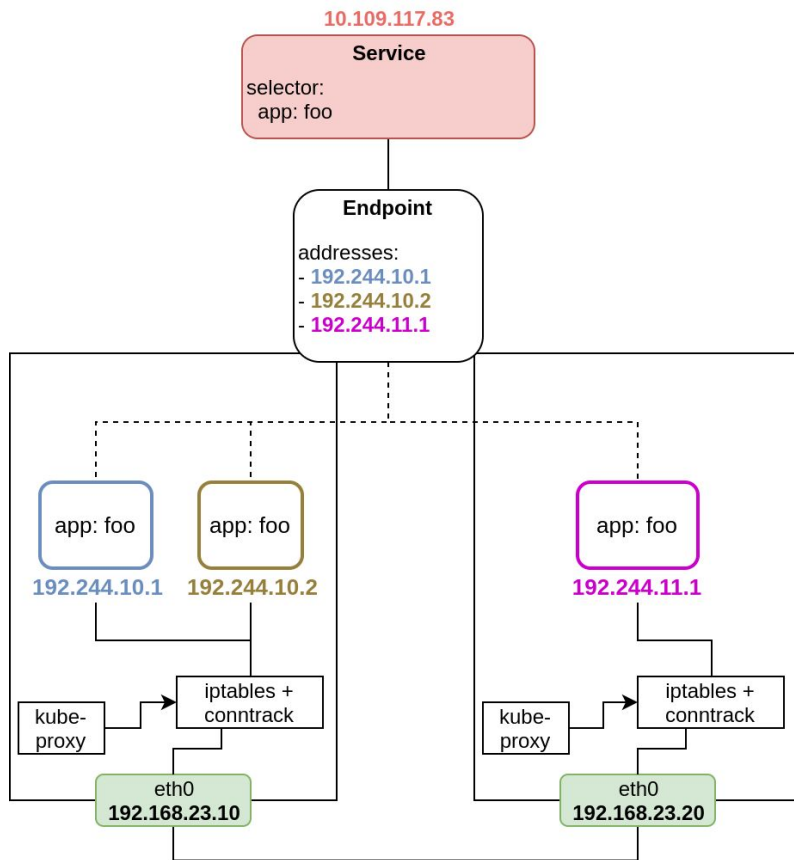 10.109.117.83
Service
selector:
app: foo
Endpoint
addresses:
- 192.244.10.1
- 192.244.10.2
- 192.244.11.1
app: foo
app: foo
app: foo
192.244.10.1
192.244.10.2
192.244.11.1
iptables +
conntrack
kube-
proxy
iptables +
conntrack
kube-
proxy
eth0
192.168.23.10
eth0
192.168.23.20